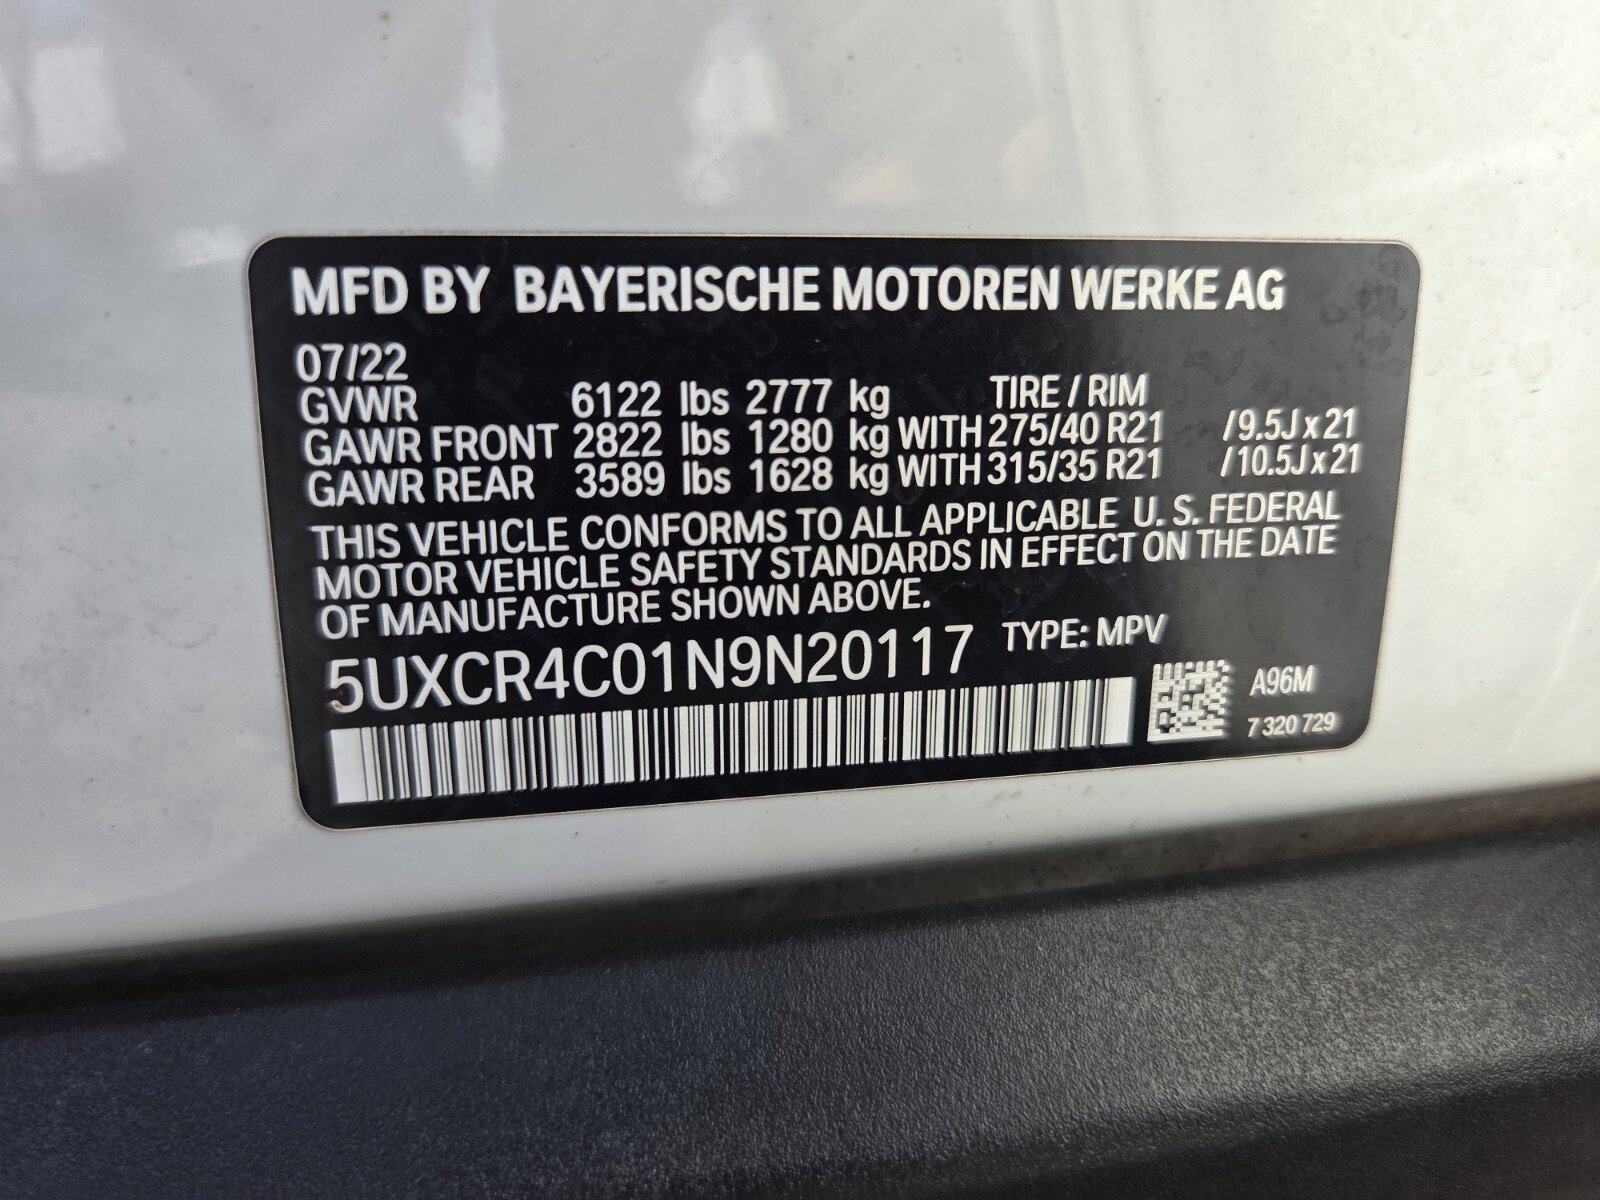 MFD BY BAYERISCHE MOTOREN WERKE AG
07/22
GVWR 6122 lbs 2777 kg TIRE / RIM
GAWR FRONT 2822 lbs 1280 kg WITH 275/40 R21 /9.5J x 21
GAWR REAR 3589 lbs 1628 kg WITH 315/35 R21 /10.5J x 21
THIS VEHICLE CONFORMS TO ALL APPLICABLE U. S. FEDERAL
MOTOR VEHICLE SAFETY STANDARDS IN EFFECT ON THE DATE
OF MANUFACTURE SHOWN ABOVE.
5UXCR4C01N9N20117 TYPE: MPV
A96M
7 320 729